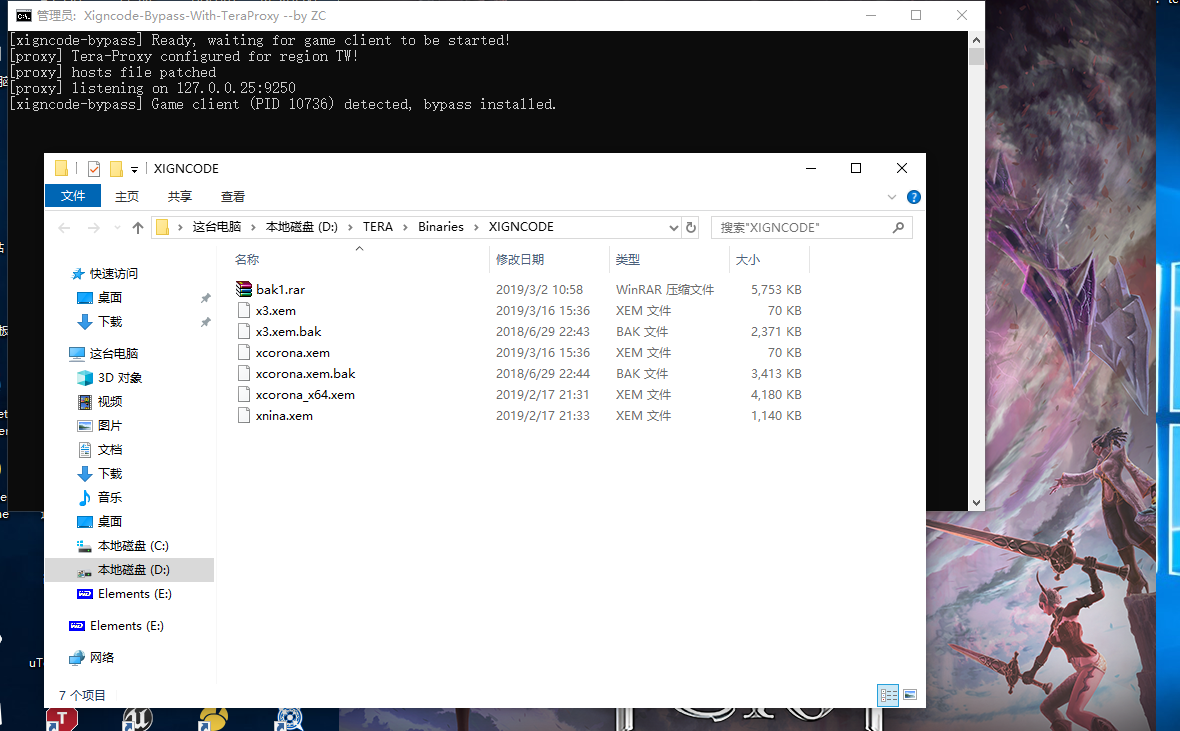 管理员: Xigncode-Bypass-With-TeraProxy --by ZC
[xigncode-bypass] Ready, waiting for game client to be started!
[proxy] Tera-Proxy configured for region TW!
[proxy] hosts file patched
[proxy] listening on 127.0.0.25:9250
[xigncode-bypass] Game client (PID 10736) detected, bypass installed.
XIGNCODE
文件 主页 共享 查看
这台电脑 本地磁盘 (D:) TERA Binaries XIGNCODE 搜索"XIGNCODE"
名称 修改日期 类型 大小
bak1.rar 2019/3/2 10:58 WinRAR 压缩文件 5,753 KB
x3.xem 2019/3/16 15:36 XEM 文件 70 KB
x3.xem.bak 2018/6/29 22:43 BAK 文件 2,371 KB
xcorona.xem 2019/3/16 15:36 XEM 文件 70 KB
xcorona.xem.bak 2018/6/29 22:44 BAK 文件 3,413 KB
xcorona_x64.xem 2019/2/17 21:31 XEM 文件 4,180 KB
xnina.xem 2019/2/17 21:33 XEM 文件 1,140 KB
快速访问
桌面
下载
这台电脑
3D 对象
视频
图片
文档
下载
音乐
桌面
本地磁盘 (C:)
本地磁盘 (D:)
Elements (E:)
Elements (E:)
网络
7 个项目